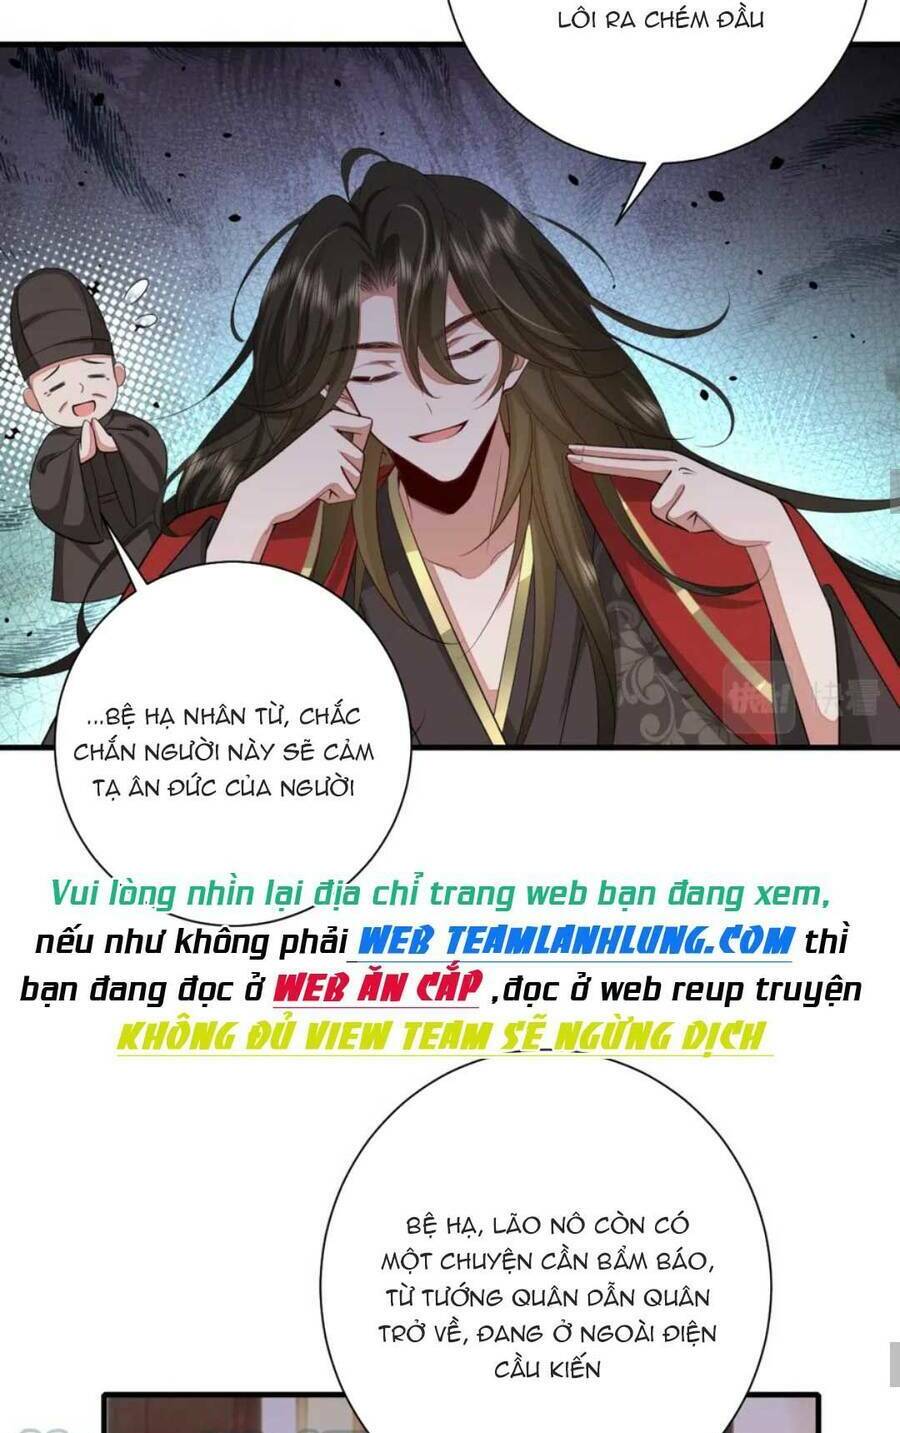 LÔI RA CHÉM ĐẦU
快看
...BỆ HẠ NHÂN TỪ, CHẮC
CHẮN NGƯỜI NÀY SẼ CẢM
TẠ ÂN ĐỨC CỦA NGƯỜI
Vui lòng nhìn lại địa chỉ trang web bạn đang xem,
nếu như không phải WEB TEAMLANHLUNG.COM thì
bạn đang đọc ở WEB ĂN CẮP ,đọc ở web reup truyện
KHÔNG ĐỦ VIEW TEAM SẼ NGỪNG DỊCH
BỆ HẠ, LÃO NÔ CÒN CÓ
MỘT CHUYỆN CẦN BẨM BÁO,
TỪ TƯỚNG QUÂN DẪN QUÂN
TRỞ VỀ, ĐANG Ở NGOÀI ĐIỆN
CẦU KIẾN